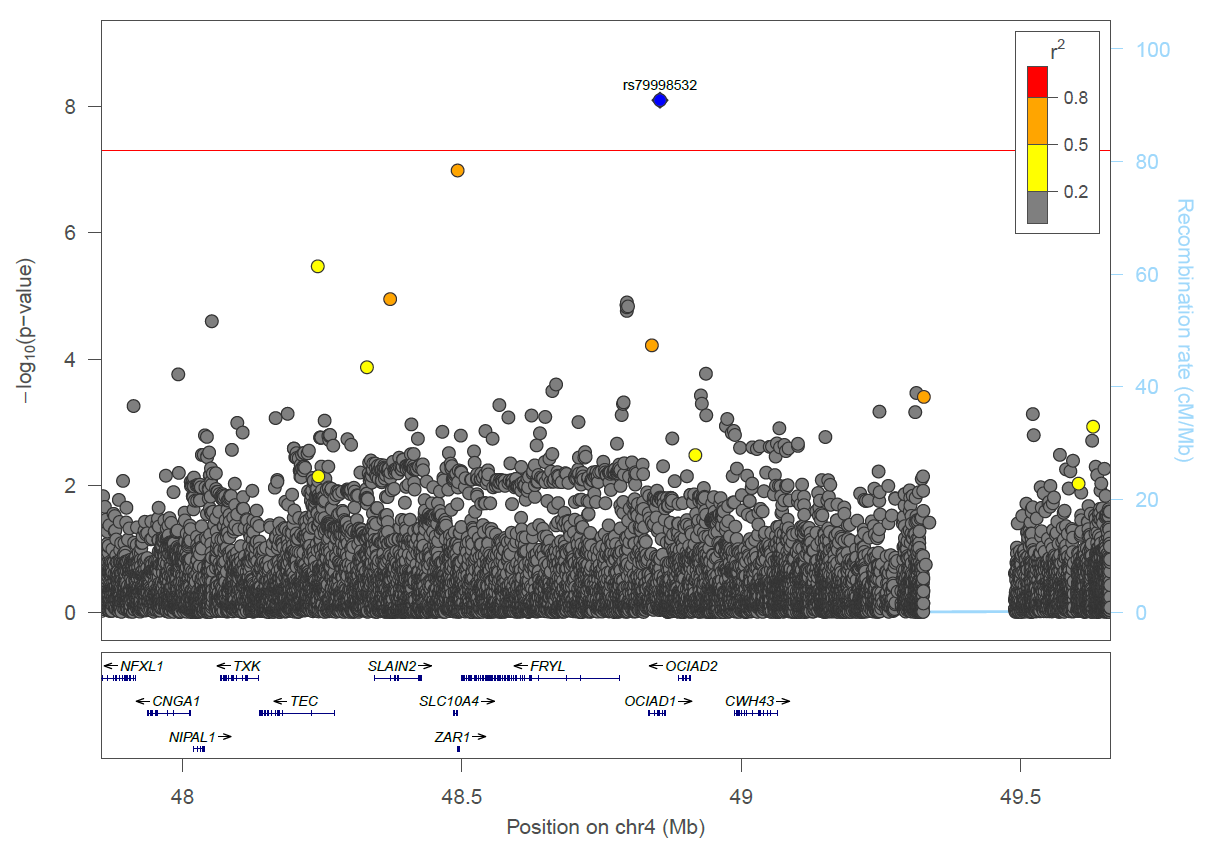 rs79998532
r2
0.8
0.5
0.2
8
6
4
2
0
−log10(p−value)
100
80
60
40
20
0
Recombination rate (cM/Mb)
←NFXL1
←TXK
SLAIN2→
←FRYL
←OCIAD2
←CNGA1
←TEC
SLC10A4→
OCIAD1→
CWH43→
NIPAL1→
ZAR1→
48
48.5
49
49.5
Position on chr4 (Mb)